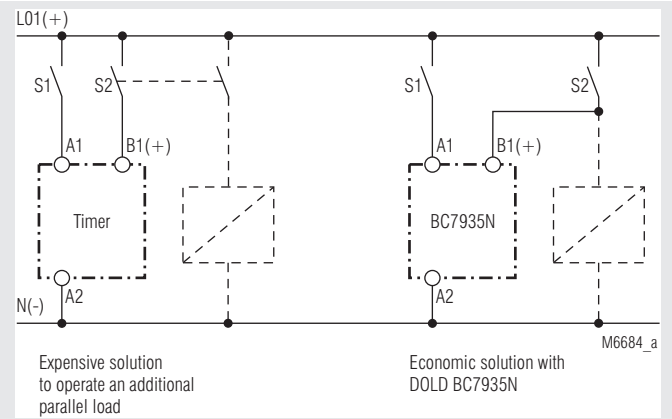 L01(+)
S1
S2
S1
S2
A1
B1(+)
A1
B1(+)
Timer
BC7935N
A2
A2
N(-)
M6684_a
Expensive solution
to operate an additional
parallel load
Economic solution with
DOLD BC7935N